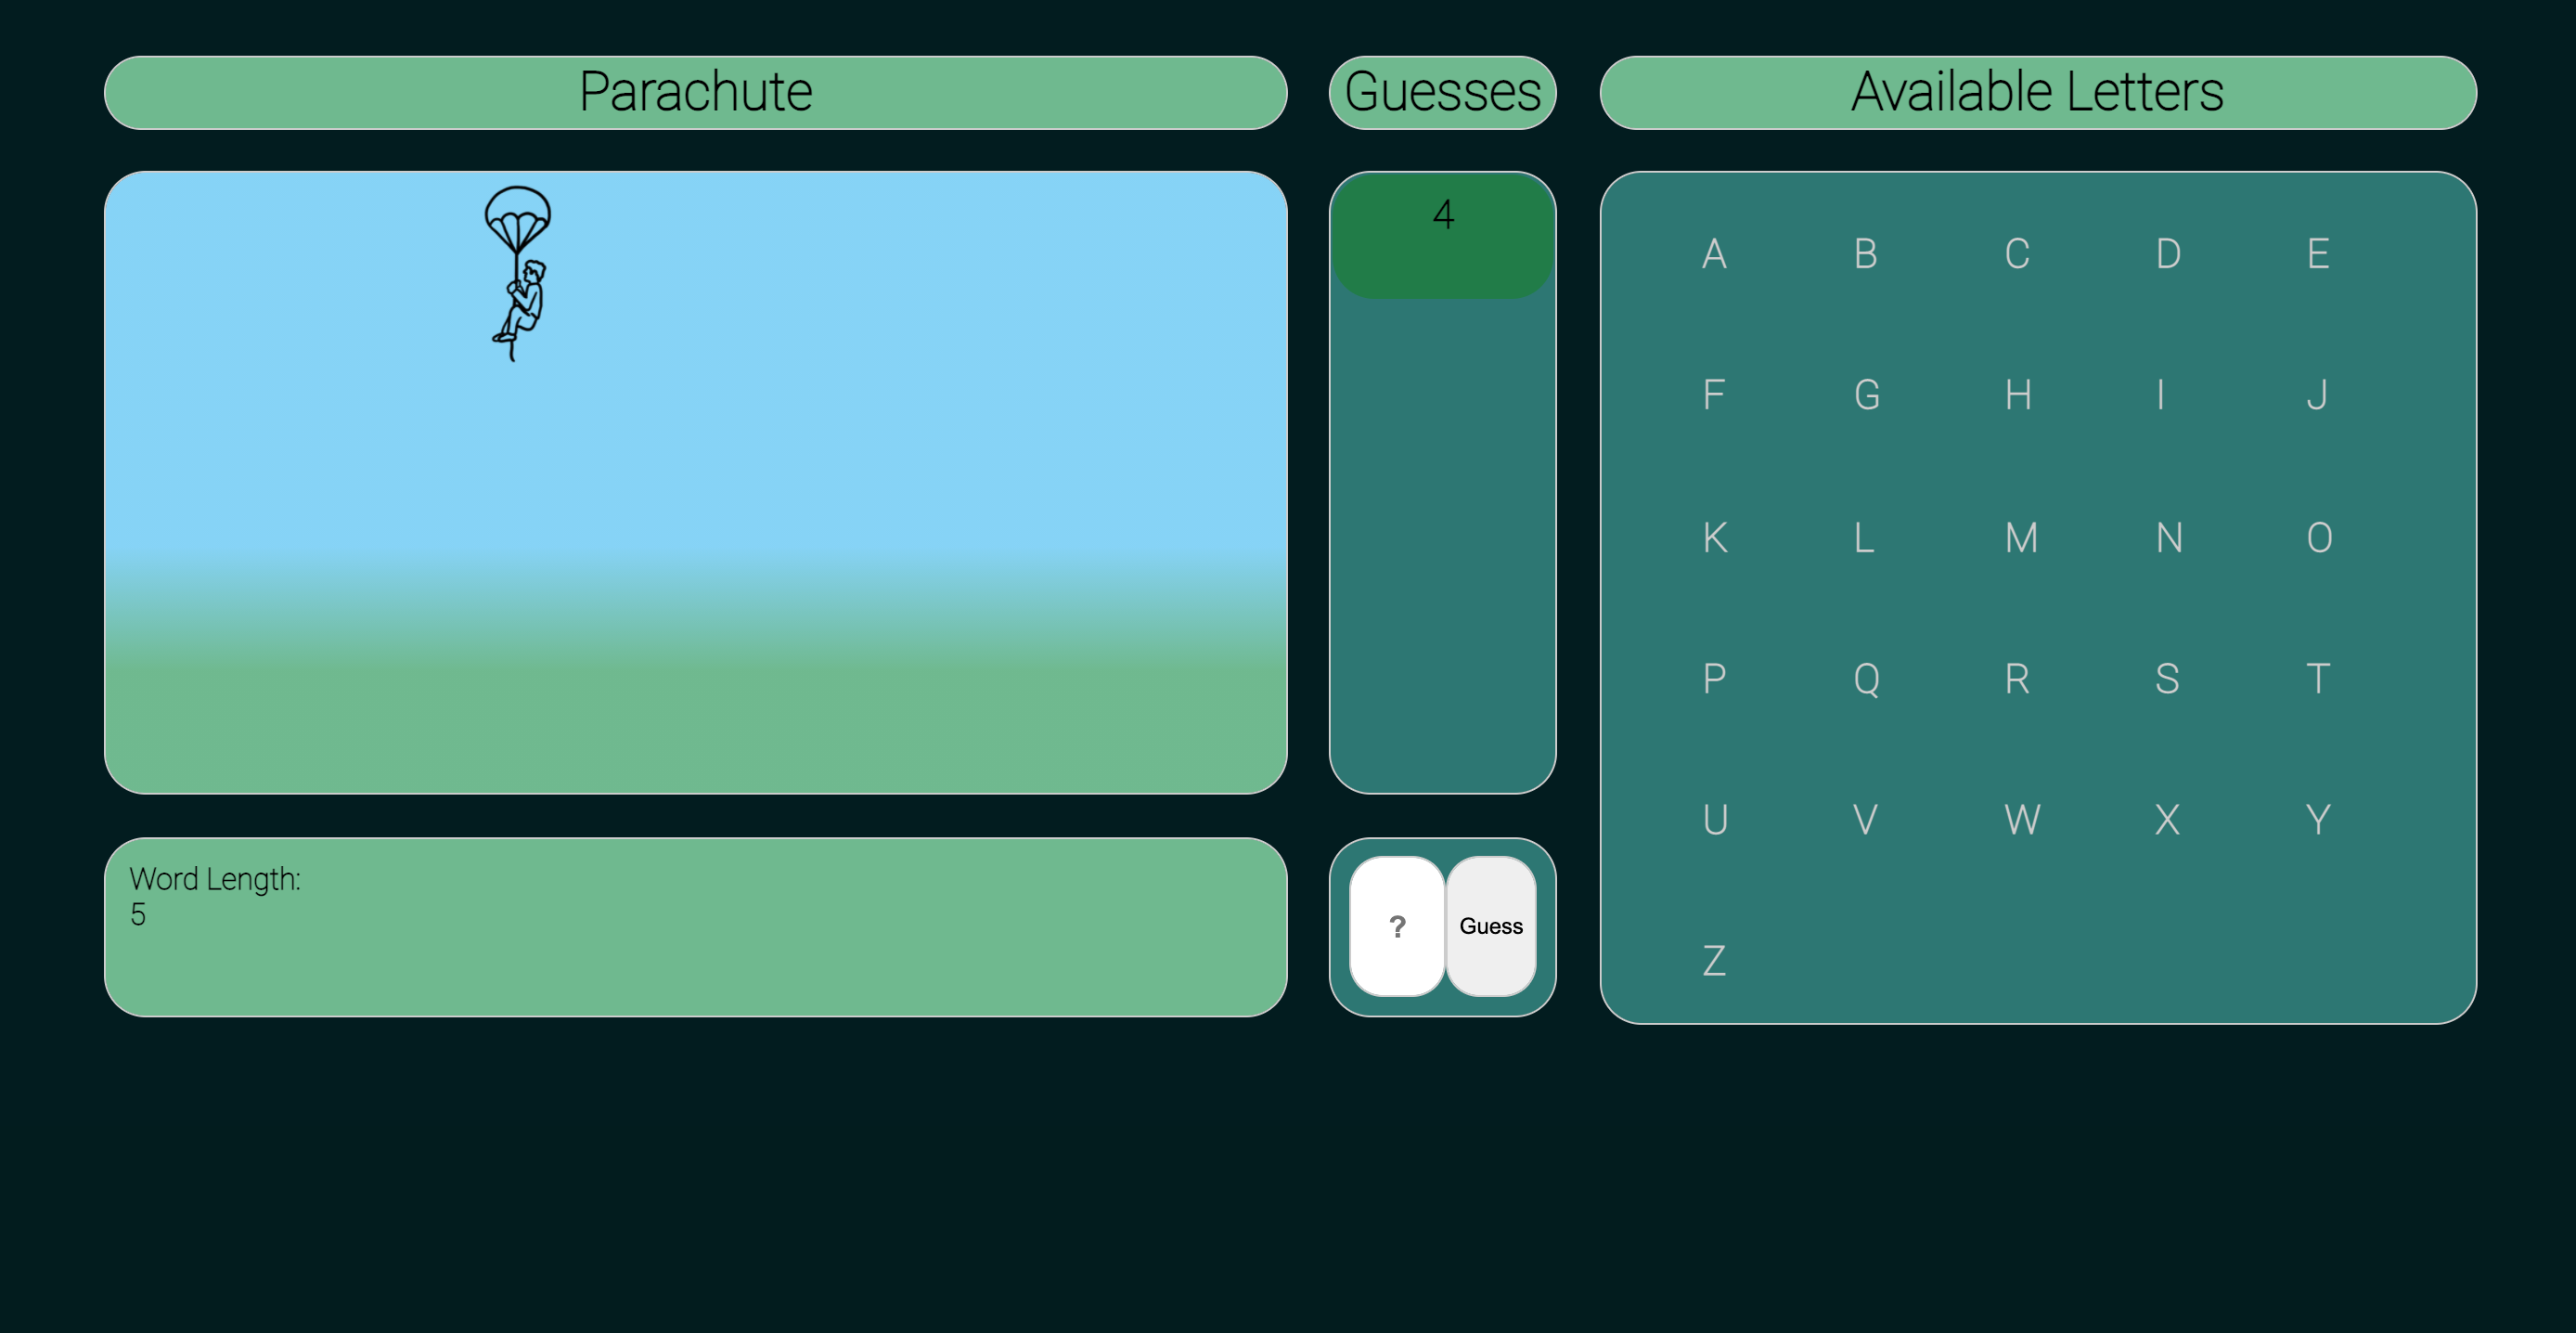 Parachute
Guesses
Available Letters
4
A B C D E
F G H I J
K L M N O
P Q R S T
U V W X Y
Z
Word Length:
5
?
Guess